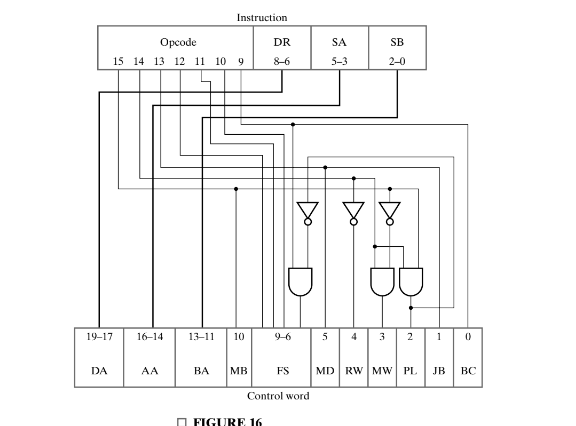 Instruction
Opcode DR SA SB
15 14 13 12 11 10 9 8–6 5–3 2–0
19–17 16–14 13–11 10 9–6 5 4 3 2 1 0
DA AA BA MB FS MD RW MW PL JB BC
Control word
FIGURE 16